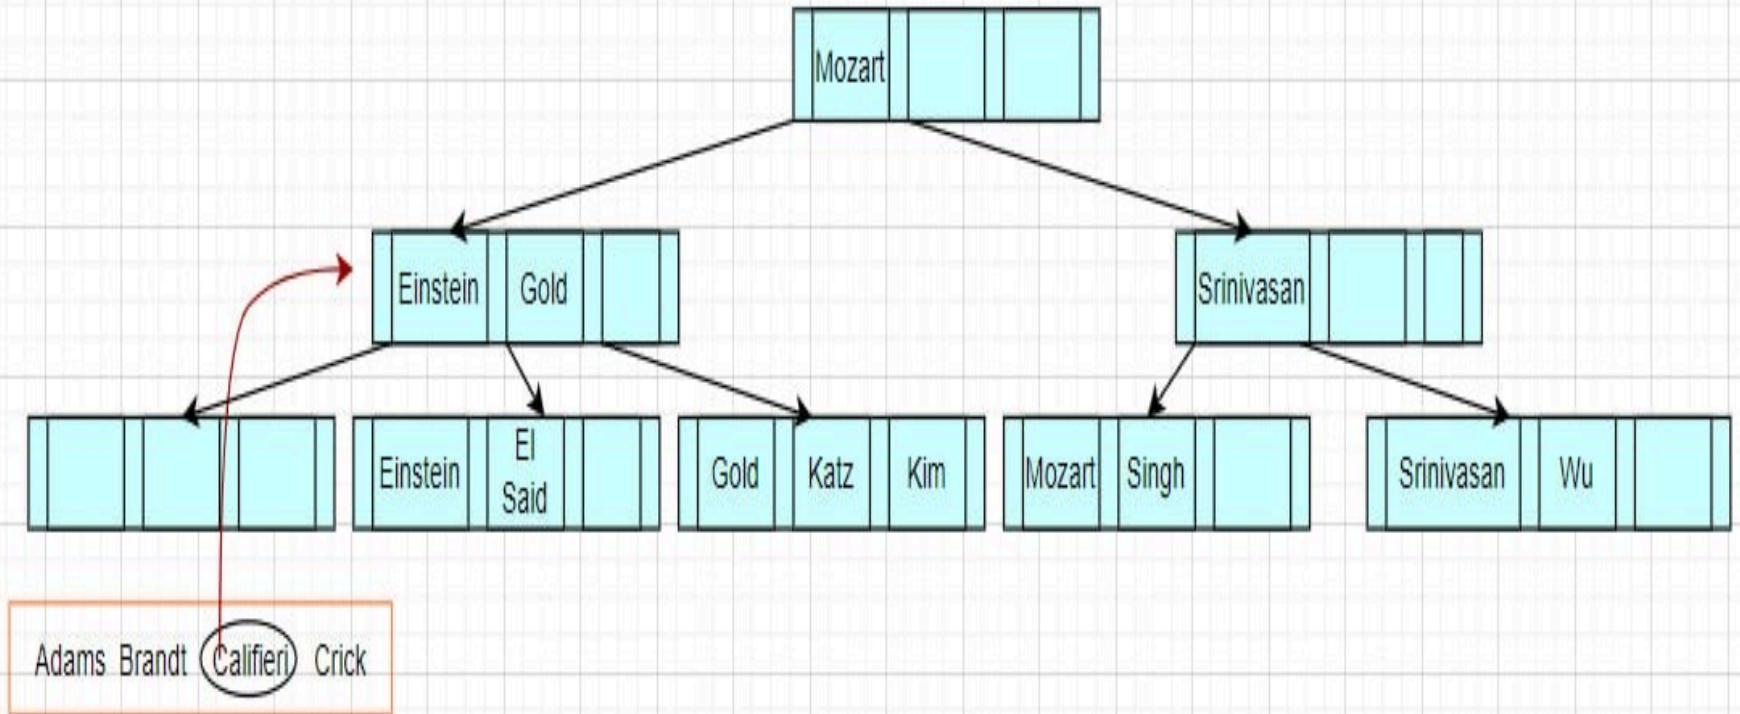 Mozart
Einstein Gold
Srinivasan
Einstein
El
Said
Gold Katz Kim
Mozart Singh
Srinivasan Wu
Adams Brandt Califieri Crick